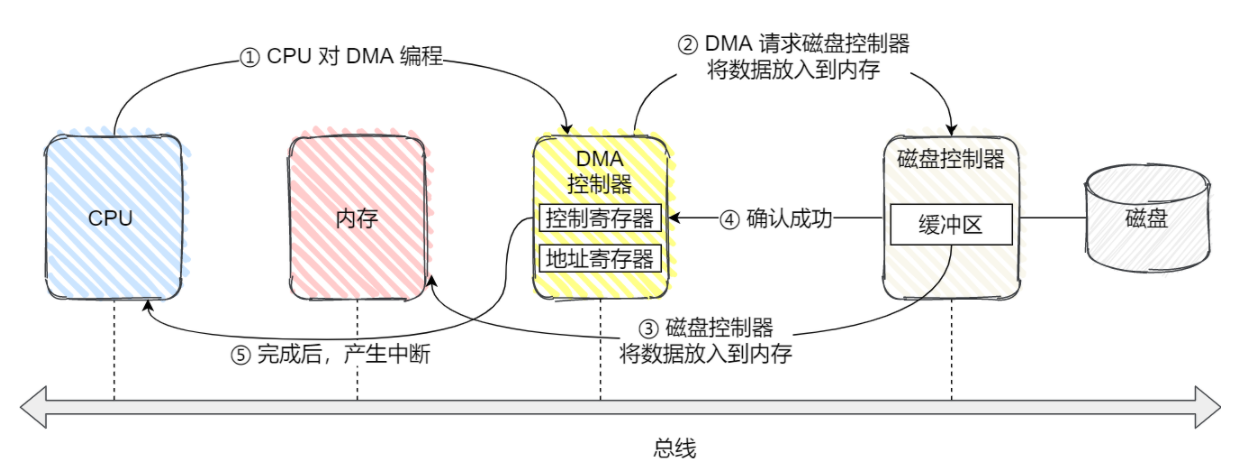 ① CPU 对 DMA 编程
② DMA 请求磁盘控制器
将数据放入到内存
CPU
内存
DMA
控制器
控制寄存器
地址寄存器
④ 确认成功
磁盘控制器
缓冲区
磁盘
③ 磁盘控制器
将数据放入到内存
⑤ 完成后，产生中断
总线